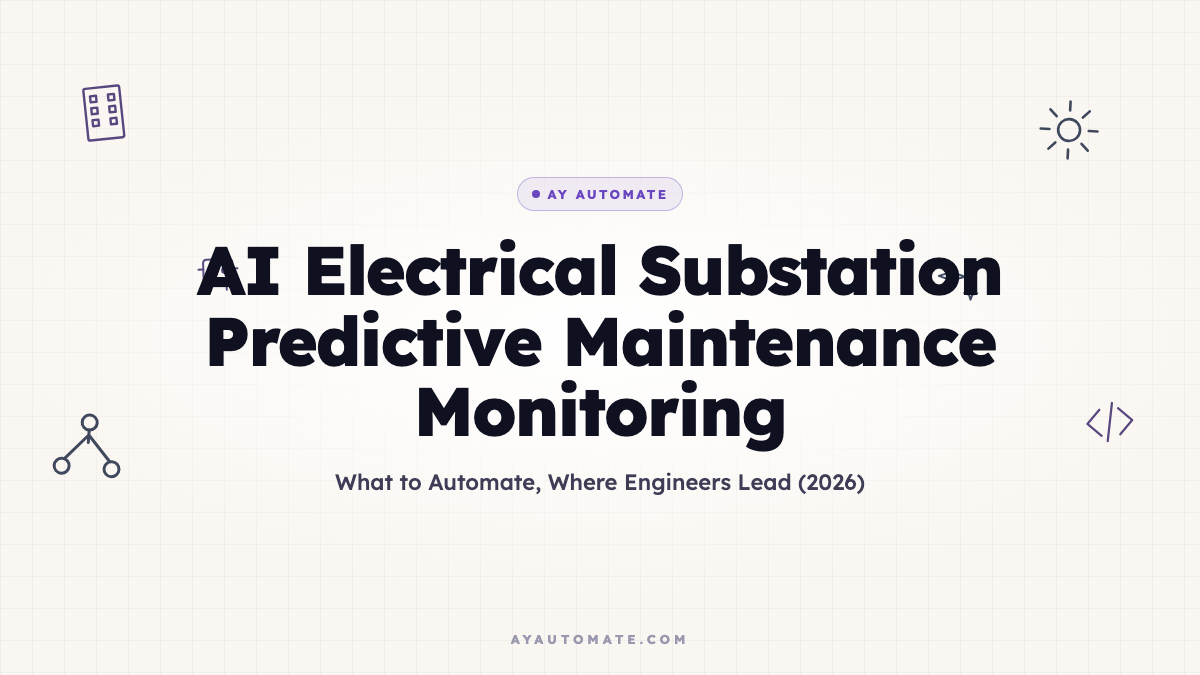 AY AUTOMATE
AI Electrical Substation
Predictive Maintenance
Monitoring
What to Automate, Where Engineers Lead (2026)
AYAUTOMATE.COM